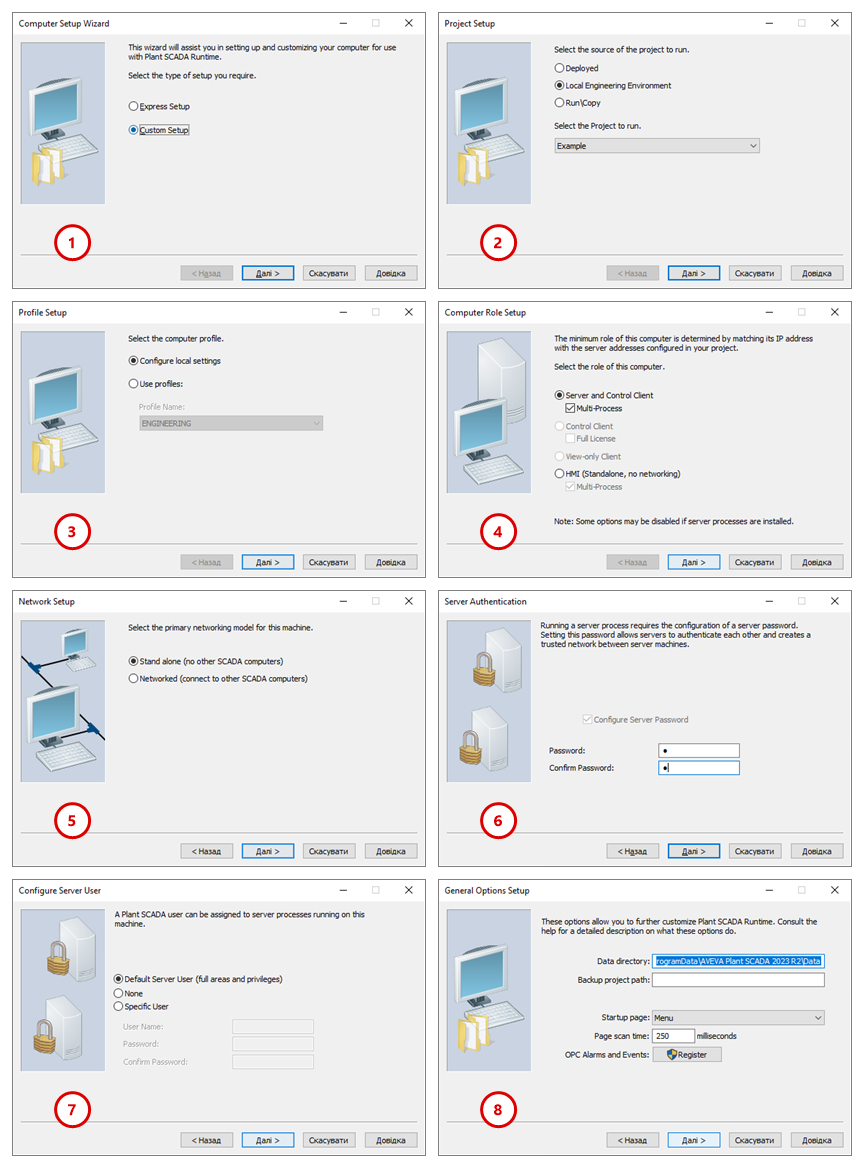 Computer Setup Wizard
This wizard will assist you in setting up and customizing your computer for use
with Plant SCADA Runtime.
Select the type of setup you require.
Express Setup
Custom Setup
1
< Назад
Далі >
Скасувати
Довідка
Project Setup
Select the source of the project to run.
Deployed
Local Engineering Environment
Run\Copy
Select the Project to run.
Example
2
< Назад
Далі >
Скасувати
Довідка
Profile Setup
Select the computer profile.
Configure local settings
Use profiles:
Profile Name:
ENGINEERING
3
< Назад
Далі >
Скасувати
Довідка
Computer Role Setup
The minimum role of this computer is determined by matching its IP address
with the server addresses configured in your project.
Select the role of this computer.
Server and Control Client
Multi-Process
Control Client
Full License
View-only Client
HMI (Standalone, no networking)
Multi-Process
Note: Some options may be disabled if server processes are installed.
4
< Назад
Далі >
Скасувати
Довідка
Network Setup
Select the primary networking model for this machine.
Stand alone (no other SCADA computers)
Networked (connect to other SCADA computers)
5
< Назад
Далі >
Скасувати
Довідка
Server Authentication
Running a server process requires the configuration of a server password.
Setting this password allows servers to authenticate each other and creates a
trusted network between server machines.
Configure Server Password
Password:
Confirm Password:
6
< Назад
Далі >
Скасувати
Довідка
Configure Server User
A Plant SCADA user can be assigned to server processes running on this
machine.
Default Server User (full areas and privileges)
None
Specific User
User Name:
Password:
Confirm Password:
7
< Назад
Далі >
Скасувати
Довідка
General Options Setup
These options allow you to further customize Plant SCADA Runtime. Consult the
help for a detailed description on what these options do.
Data directory: rogramData\AVEVA Plant SCADA 2023 R2\Data
Backup project path:
Startup page: Menu
Page scan time: 250 milliseconds
OPC Alarms and Events: Register
8
< Назад
Далі >
Скасувати
Довідка